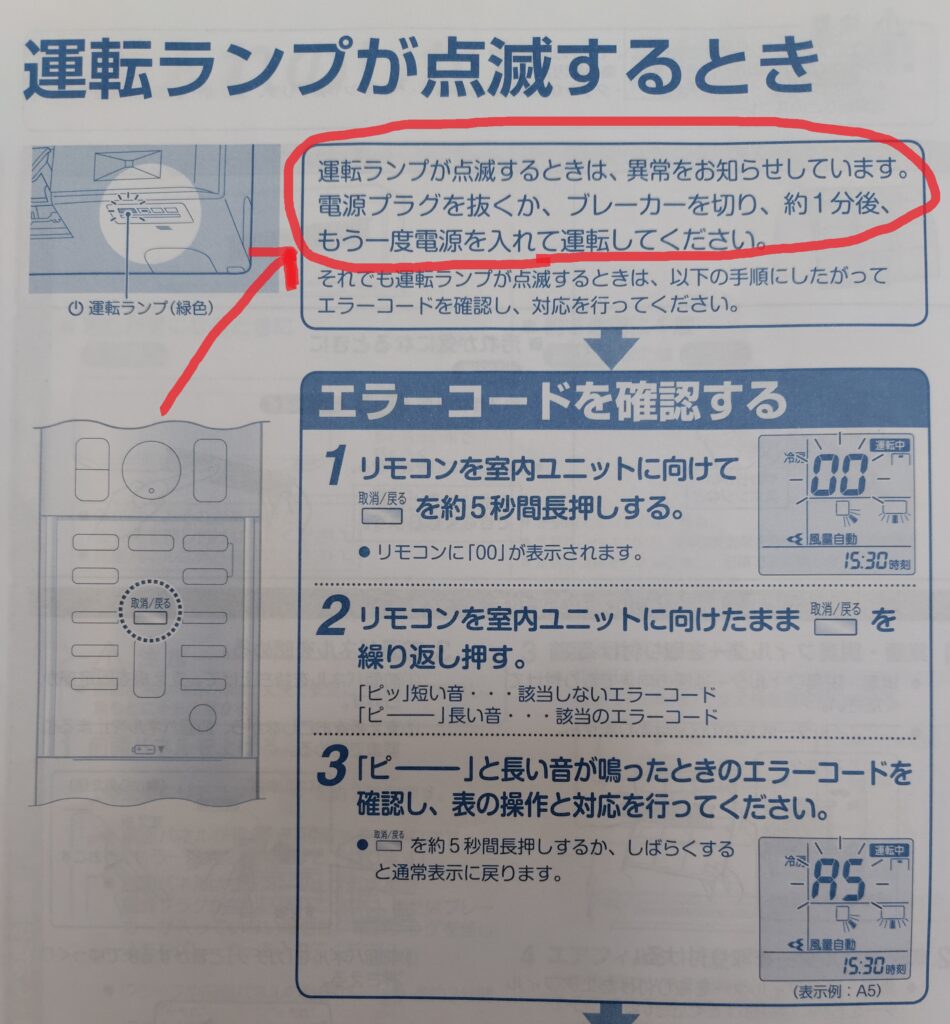 運転ランプが点滅するとき
運転ランプが点滅するときは、異常をお知らせしています。
電源プラグを抜くか、ブレーカーを切り、約1分後、
もう一度電源を入れて運転してください。
それでも運転ランプが点滅するときは、以下の手順にしたがって
エラーコードを確認し、対応を行ってください。
運転ランプ(緑色)
エラーコードを確認する
1 リモコンを室内ユニットに向けて
取消/戻る
を約5秒間長押しする。
●リモコンに「00」が表示されます。
運転中
冷房
00
風量自動
15:30時刻
取消/戻る
2 リモコンを室内ユニットに向けたまま 取消/戻る を
繰り返し押す。
「ピッ」短い音・・・該当しないエラーコード
「ピ―――」長い音・・・該当のエラーコード
3 「ピ―――」と長い音が鳴ったときのエラーコードを
確認し、表の操作と対応を行ってください。
●取消/戻る を約5秒間長押しするか、しばらくする
と通常表示に戻ります。
運転中
冷房
A5
風量自動
15:30時刻
(表示例:A5)